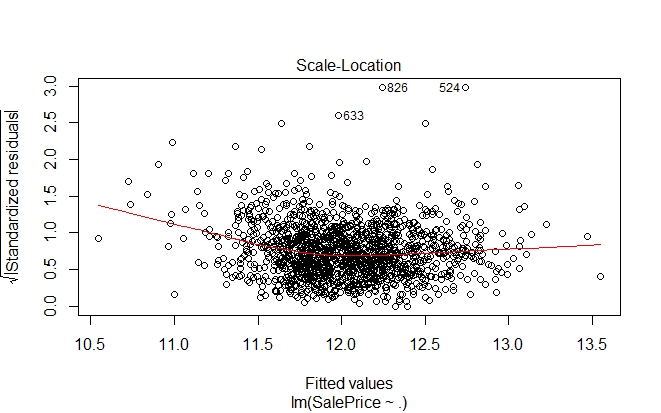 Scale-Location
√|Standardized residuals|
3.0
2.5
2.0
1.5
1.0
0.5
0.0
826
524
633
10.5 11.0 11.5 12.0 12.5 13.0 13.5
Fitted values
lm(SalePrice ~ .)